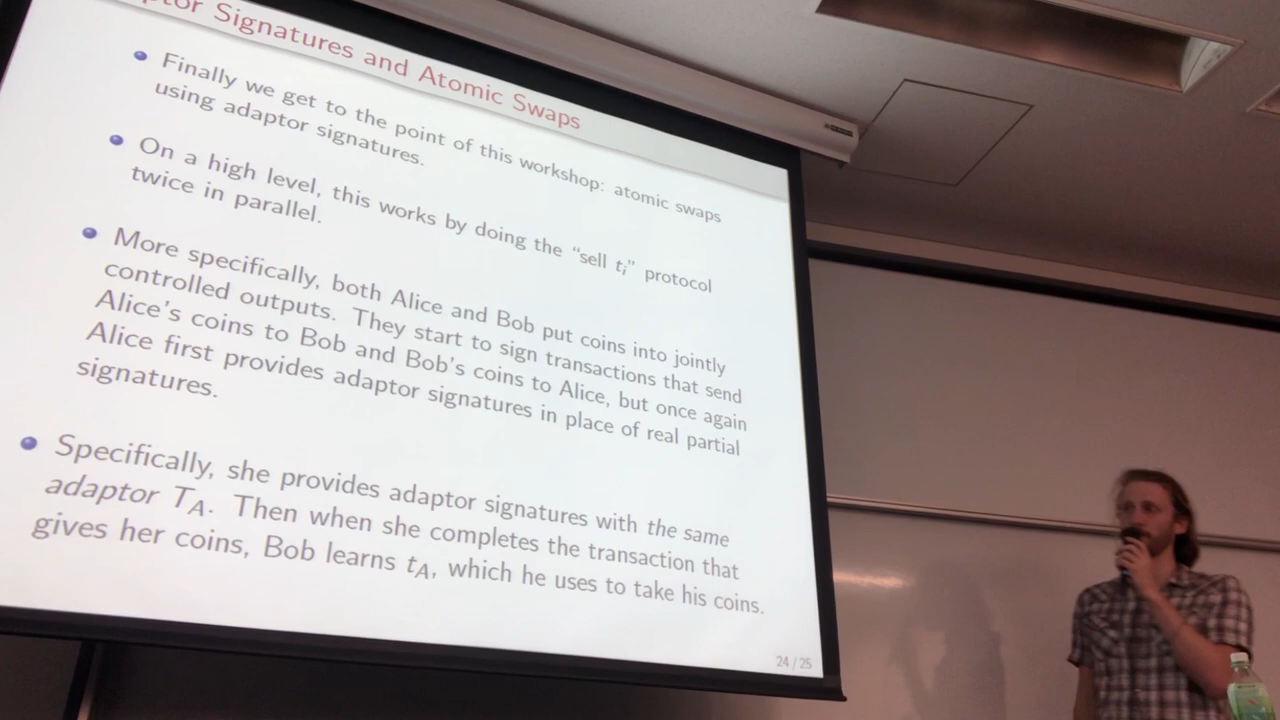 ptor Signatures and Atomic Swaps
Finally we get to the point of this workshop: atomic swaps
using adaptor signatures.
On a high level, this works by doing the “sell tᵢ” protocol
twice in parallel.
More specifically, both Alice and Bob put coins into jointly
controlled outputs. They start to sign transactions that send
Alice's coins to Bob and Bob's coins to Alice, but once again
Alice first provides adaptor signatures in place of real partial
signatures.
Specifically, she provides adaptor signatures with the same
adaptor T_A. Then when she completes the transaction that
gives her coins, Bob learns t_A, which he uses to take his coins.
24 / 25